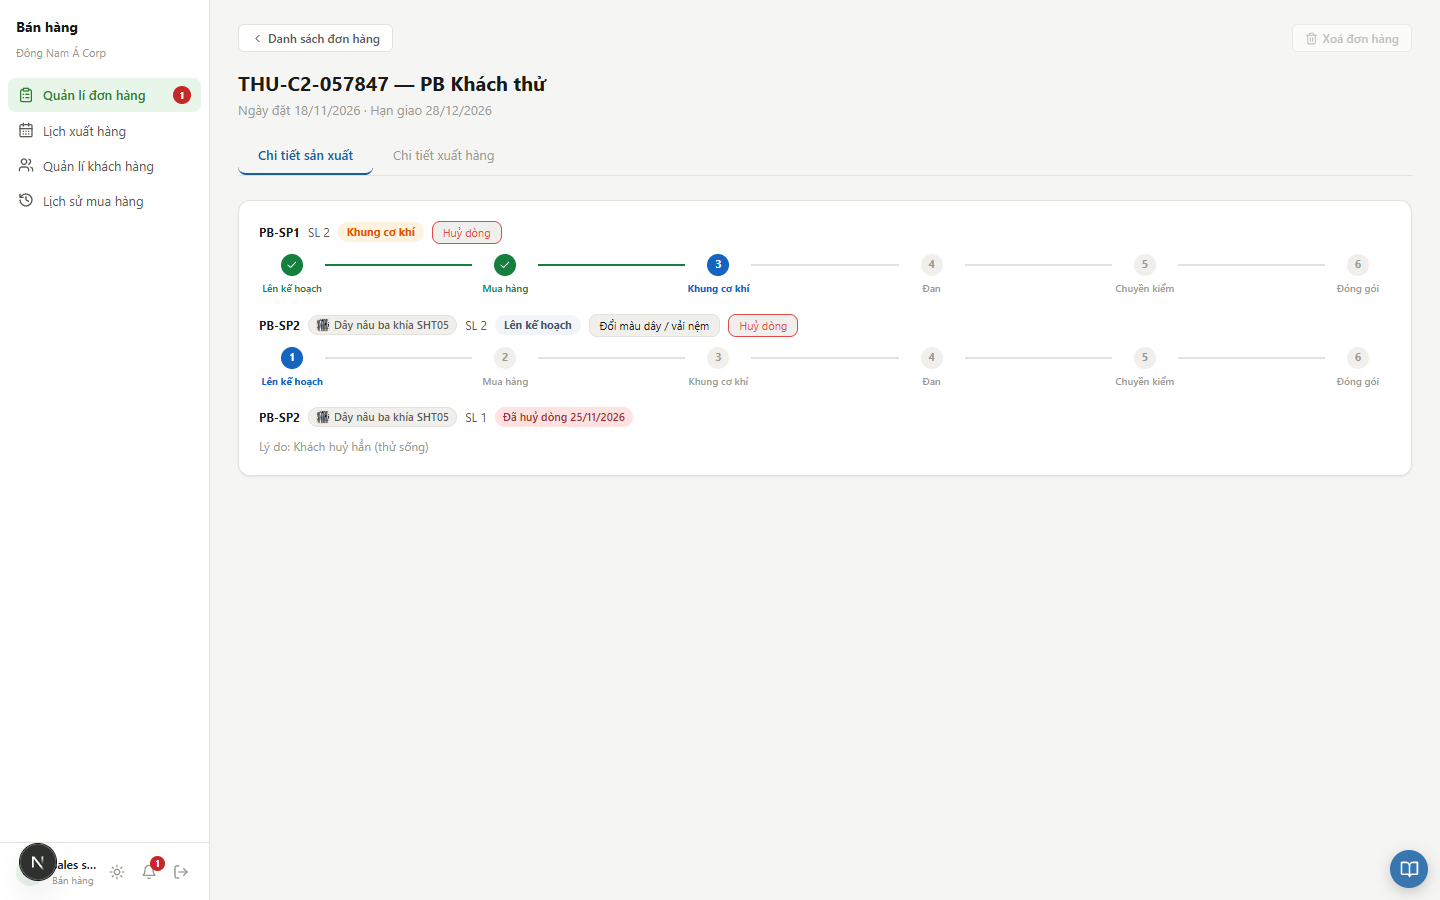 Bán hàng
Đông Nam Á Corp
Quản lí đơn hàng 1
Lịch xuất hàng
Quản lí khách hàng
Lịch sử mua hàng
Danh sách đơn hàng
Xoá đơn hàng
THU-C2-057847 — PB Khách thử
Ngày đặt 18/11/2026 · Hạn giao 28/12/2026
Chi tiết sản xuất
Chi tiết xuất hàng
PB-SP1 SL 2 Khung cơ khí Huỷ dòng
3 4 5 6
Lên kế hoạch Mua hàng Khung cơ khí Đan Chuyền kiểm Đóng gói
PB-SP2 Dây nâu ba khía SHT05 SL 2 Lên kế hoạch Đổi màu dây / vải nệm Huỷ dòng
1 2 3 4 5 6
Lên kế hoạch Mua hàng Khung cơ khí Đan Chuyền kiểm Đóng gói
PB-SP2 Dây nâu ba khía SHT05 SL 1 Đã huỷ dòng 25/11/2026
Lý do: Khách huỷ hẳn (thử sống)
N
ales s... 1
Bán hàng